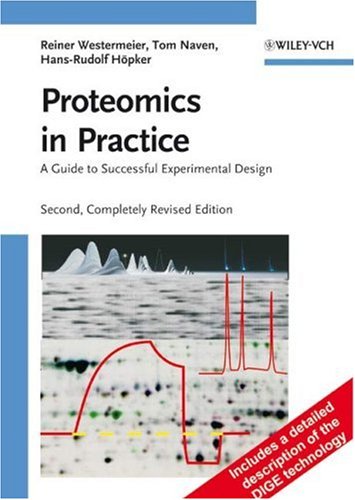 Reiner Westermeier, Tom Naven,
Hans-Rudolf Höpker
WILEY-VCH
Proteomics
in Practice
A Guide to Successful Experimental Design
Second, Completely Revised Edition
Includes a detailed
description of the
DIGE technology